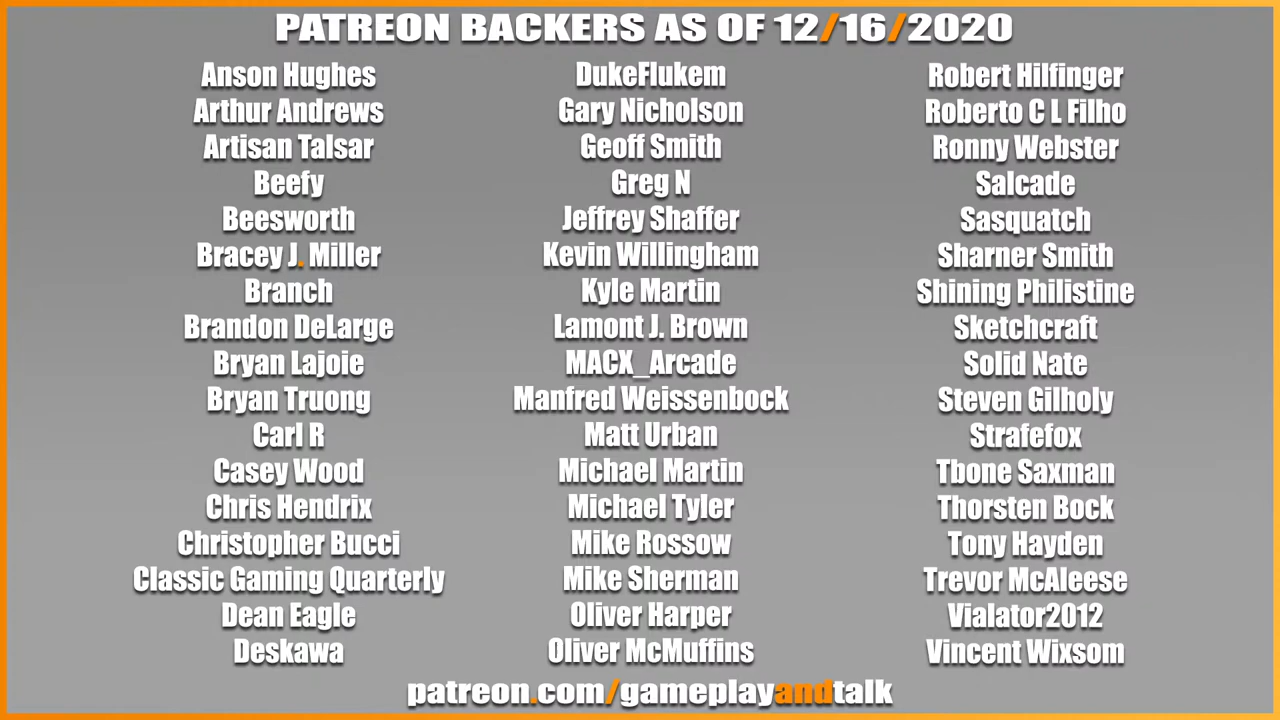 PATREON BACKERS AS OF 12/16/2020
Anson Hughes
Arthur Andrews
Artisan Talsar
Beefy
Beesworth
Bracey J. Miller
Branch
Brandon DeLarge
Bryan Lajoie
Bryan Truong
Carl R
Casey Wood
Chris Hendrix
Christopher Bucci
Classic Gaming Quarterly
Dean Eagle
Deskawa
DukeFlukem
Gary Nicholson
Geoff Smith
Greg N
Jeffrey Shaffer
Kevin Willingham
Kyle Martin
Lamont J. Brown
MACX_Arcade
Manfred Weissenbock
Matt Urban
Michael Martin
Michael Tyler
Mike Rossow
Mike Sherman
Oliver Harper
Oliver McMuffins
Robert Hilfinger
Roberto C L Filho
Ronny Webster
Salcade
Sasquatch
Sharner Smith
Shining Philistine
Sketchcraft
Solid Nate
Steven Gilholy
Strafefox
Tbone Saxman
Thorsten Bock
Tony Hayden
Trevor McAleese
Vialator2012
Vincent Wixsom
patreon.com/gameplayandtalk